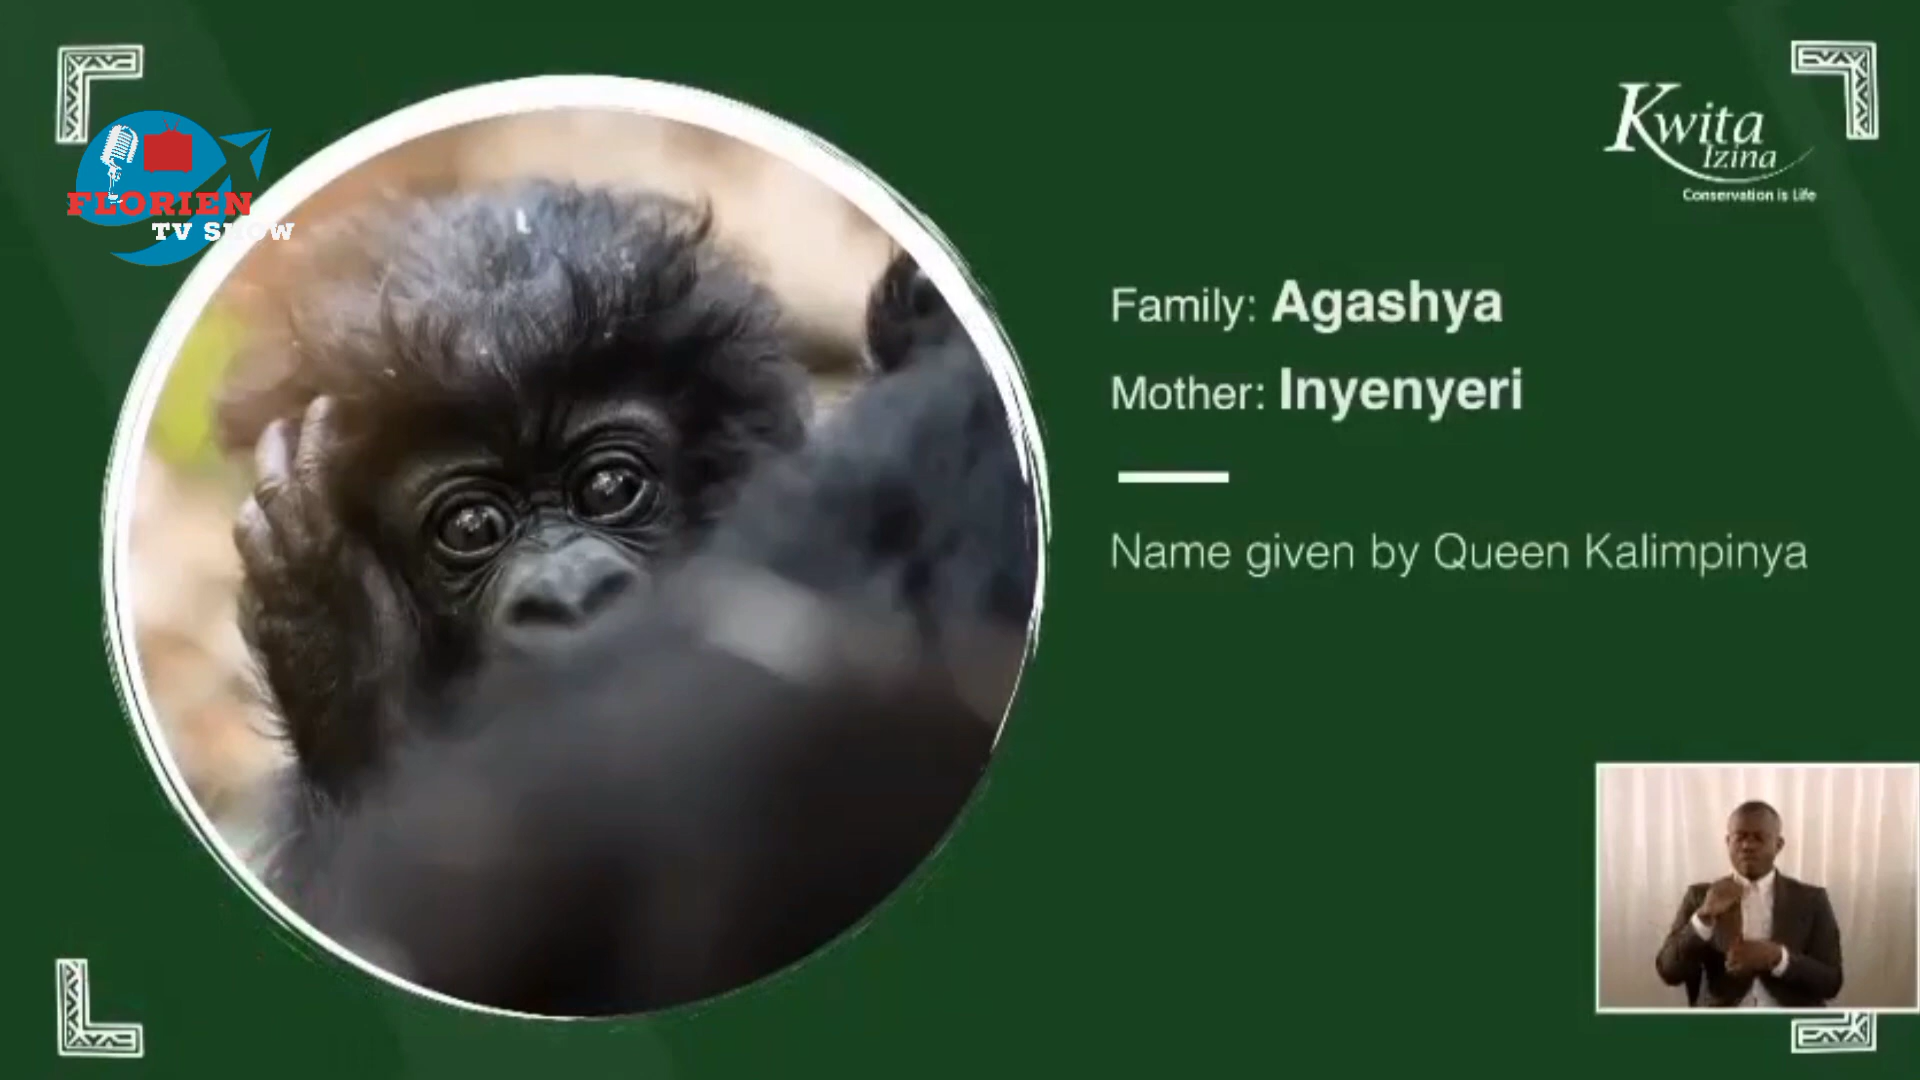 FLORIEN
TV SHOW
Kwita
Izina
Conservation is Life
Family: Agashya
Mother: Inyenyeri
Name given by Queen Kalimpinya